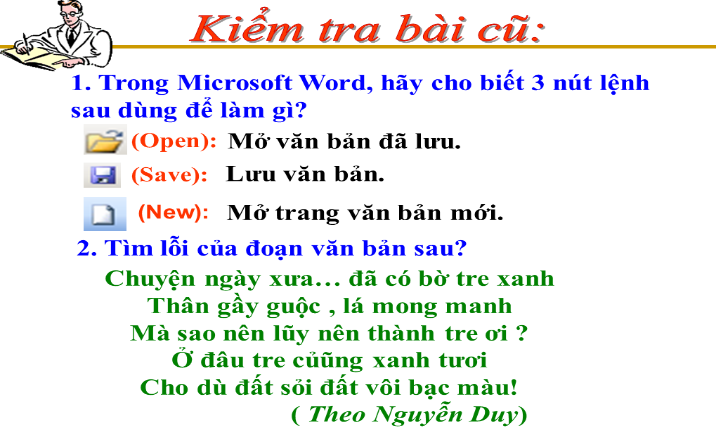 Kiểm tra bài cũ:
1. Trong Microsoft Word, hãy cho biết 3 nút lệnh
sau dùng để làm gì?
(Open): Mở văn bản đã lưu.
(Save): Lưu văn bản.
(New): Mở trang văn bản mới.
2. Tìm lỗi của đoạn văn bản sau?
Chuyện ngày xưa… đã có bờ tre xanh
Thân gầy guộc , lá mong manh
Mà sao nên lũy nên thành tre ơi ?
Ở đâu tre củũng xanh tươi
Cho dù đất sỏi đất vôi bạc màu!
( Theo Nguyễn Duy)